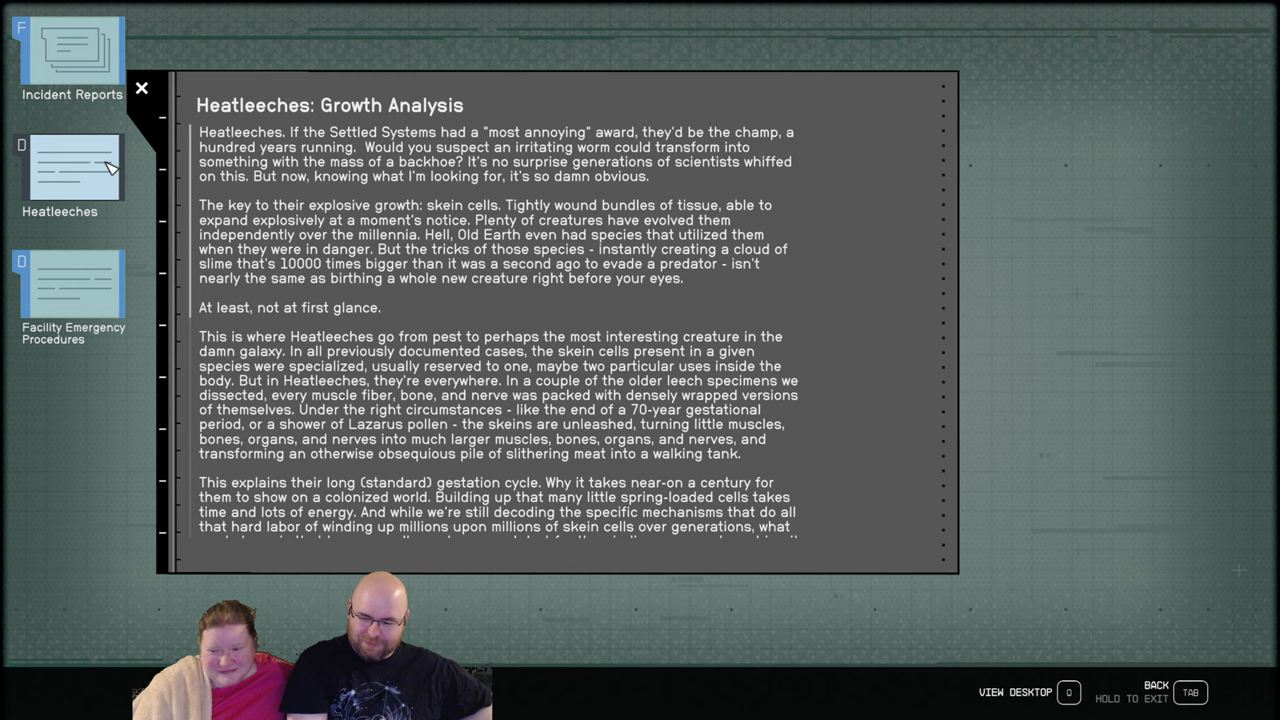 F
Incident Reports
D
Heatleeches
D
Facility Emergency
Procedures
Heatleeches: Growth Analysis
Heatleeches. If the Settled Systems had a "most annoying" award, they'd be the champ, a
hundred years running.  Would you suspect an irritating worm could transform into
something with the mass of a backhoe? It's no surprise generations of scientists whiffed
on this. But now, knowing what I'm looking for, it's so damn obvious.
The key to their explosive growth: skein cells. Tightly wound bundles of tissue, able to
expand explosively at a moment's notice. Plenty of creatures have evolved them
independently over the millennia. Hell, Old Earth even had species that utilized them
when they were in danger. But the tricks of those species - instantly creating a cloud of
slime that's 10000 times bigger than it was a second ago to evade a predator - isn't
nearly the same as birthing a whole new creature right before your eyes.
At least, not at first glance.
This is where Heatleeches go from pest to perhaps the most interesting creature in the
damn galaxy. In all previously documented cases, the skein cells present in a given
species were specialized, usually reserved to one, maybe two particular uses inside the
body. But in Heatleeches, they're everywhere. In a couple of the older leech specimens we
dissected, every muscle fiber, bone, and nerve was packed with densely wrapped versions
of themselves. Under the right circumstances - like the end of a 70-year gestational
period, or a shower of Lazarus pollen - the skeins are unleashed, turning little muscles,
bones, organs, and nerves into much larger muscles, bones, organs, and nerves, and
transforming an otherwise obsequious pile of slithering meat into a walking tank.
This explains their long (standard) gestation cycle. Why it takes near-on a century for
them to show on a colonized world. Building up that many little spring-loaded cells takes
time and lots of energy. And while we're still decoding the specific mechanisms that do all
that hard labor of winding up millions upon millions of skein cells over generations, what
VIEW DESKTOP Q
BACK
HOLD TO EXIT TAB